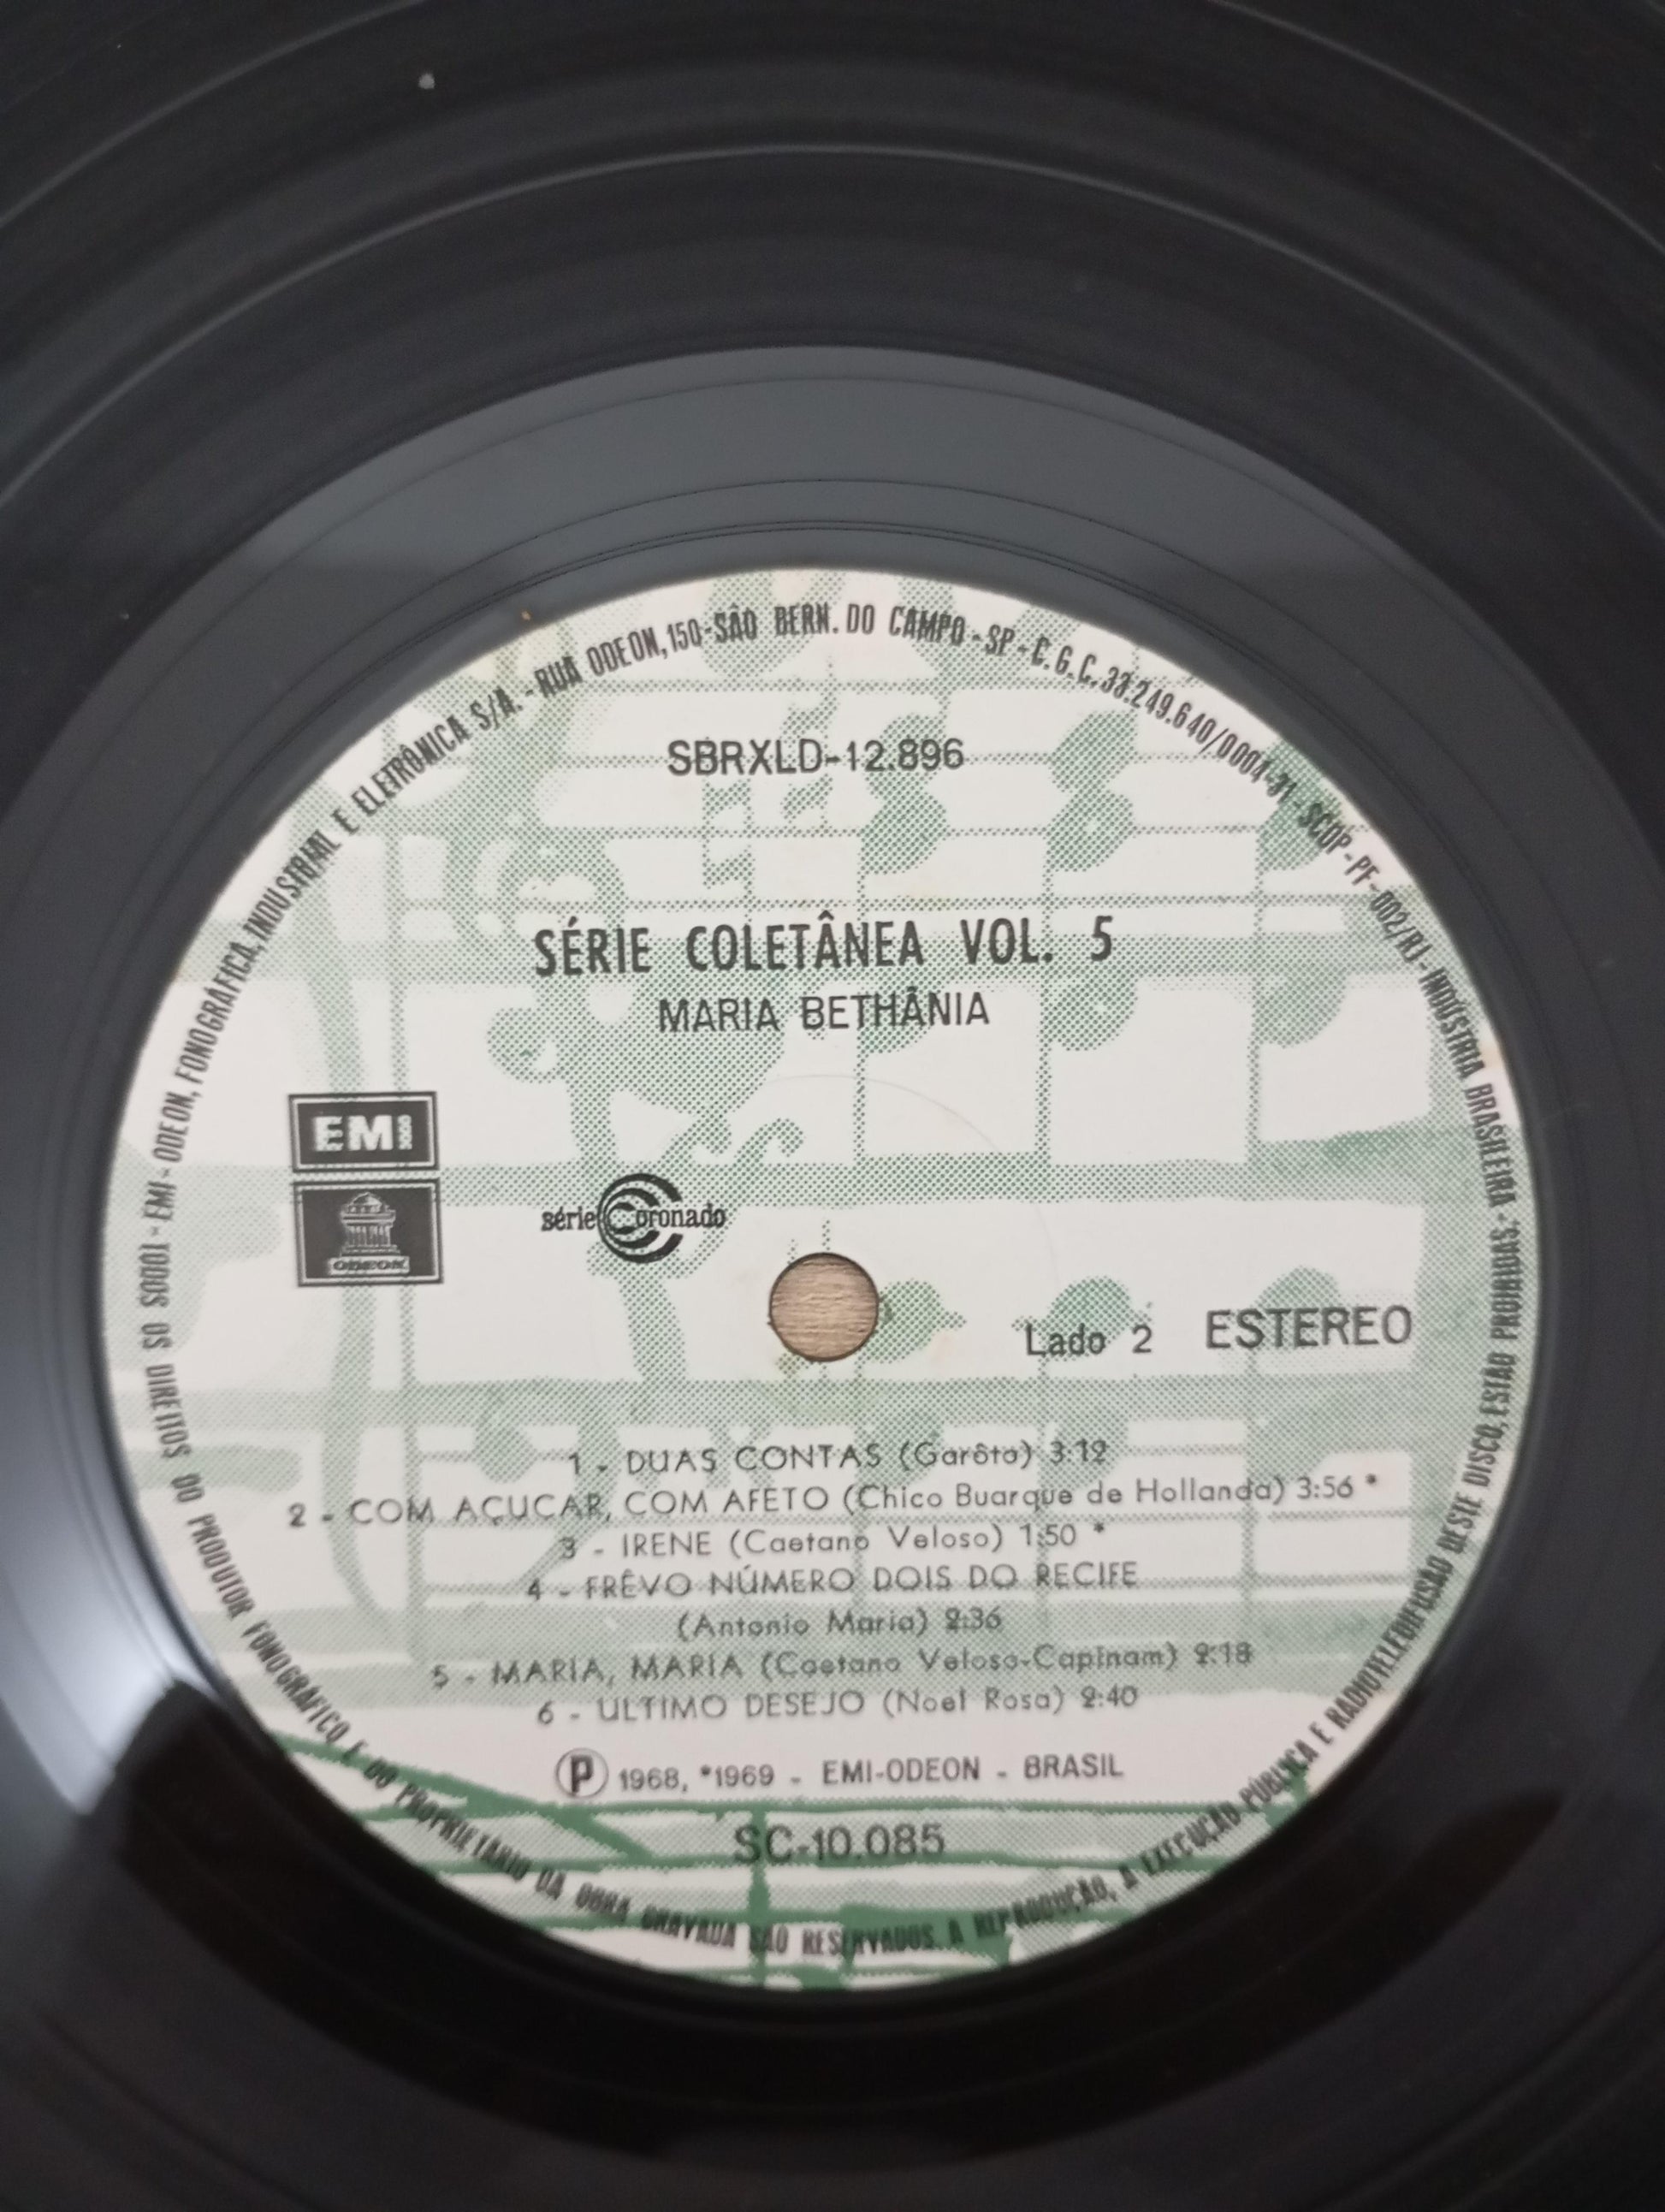 EMI-ODEON, FONOGRÁFICA, INDUSTRIAL E ELETRÔNICA S/A. - RUA ODEON, 150-SÃO BERN. DO CAMPO - SP - C.G.C. 33.249.640/0004-31 - SCDP-PF-002/RJ-INDÚSTRIA BRASILEIRA -
TODOS OS DIREITOS DO PRODUTOR FONOGRÁFICO E DO PROPRIETÁRIO DA OBRA GRAVADA SÃO RESERVADOS. A REPRODUÇÃO, A EXECUÇÃO PÚBLICA E RADIOTELEDIFUSÃO DESTE DISCO, ESTÃO PROIBIDAS.
SBRXLD-12.896
SÉRIE COLETÂNEA VOL. 5
MARIA BETHÂNIA
EMI
ODEON
série Coronado
Lado 2 ESTEREO
1 - DUAS CONTAS (Garôto) 3:12
2 - COM AÇUCAR, COM AFETO (Chico Buarque de Hollanda) 3:56 *
3 - IRENE (Caetano Veloso) 1:50 *
4 - FRÊVO NÚMERO DOIS DO RECIFE
(Antonio Maria) 2:36
5 - MARIA, MARIA (Caetano Veloso-Capinam) 2:18
6 - ULTIMO DESEJO (Noel Rosa) 2:40
Ⓟ 1968, *1969 - EMI-ODEON - BRASIL
SC-10.085